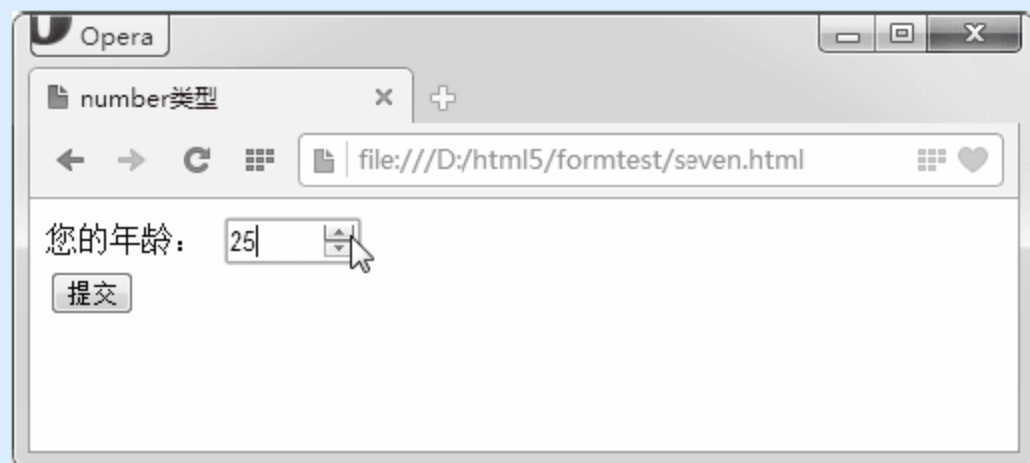 Opera
number类型
file:///D:/html5/formtest/seven.html
您的年龄： 25
提交